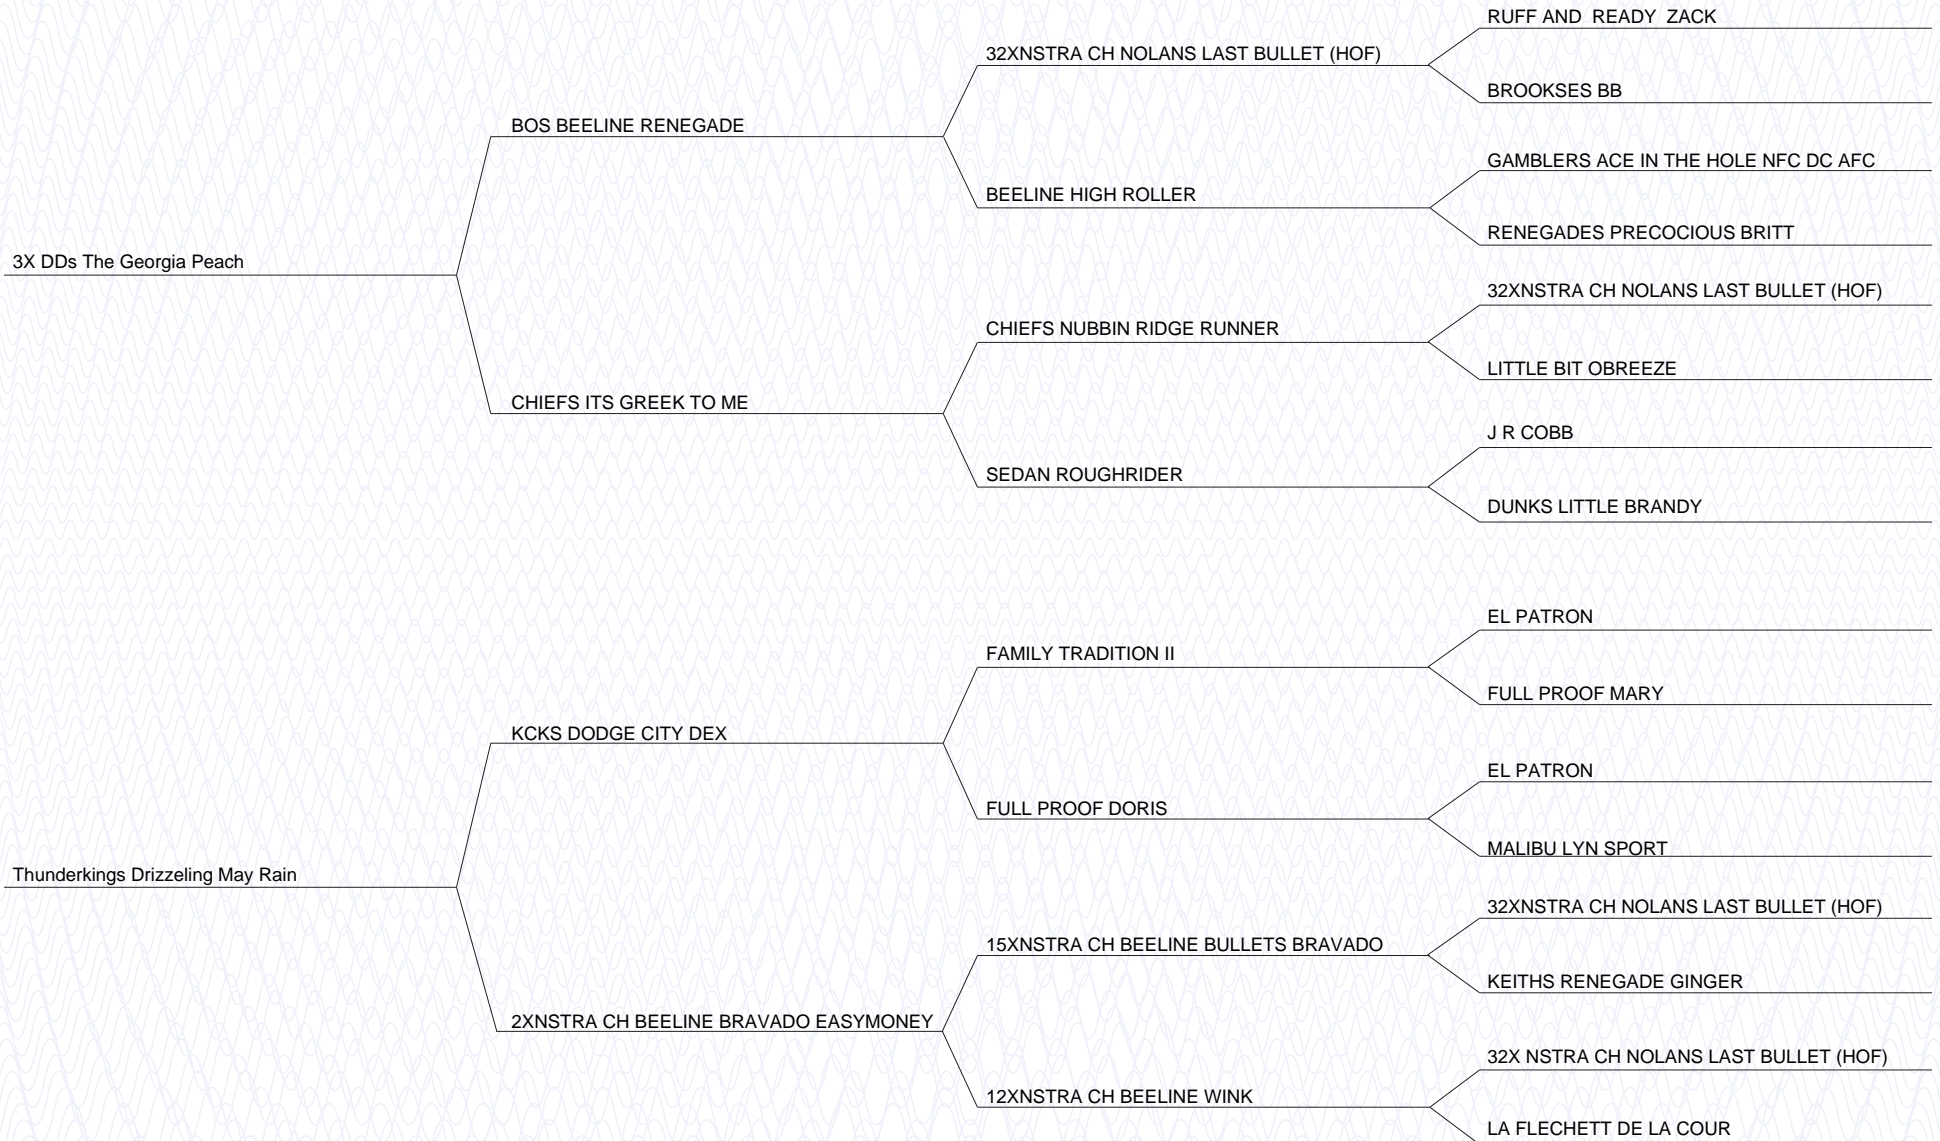 RUFF AND  READY  ZACK
32XNSTRA CH NOLANS LAST BULLET (HOF)
BROOKSES BB
BOS BEELINE RENEGADE
GAMBLERS ACE IN THE HOLE NFC DC AFC
BEELINE HIGH ROLLER
RENEGADES PRECOCIOUS BRITT
3X DDs The Georgia Peach
32XNSTRA CH NOLANS LAST BULLET (HOF)
CHIEFS NUBBIN RIDGE RUNNER
LITTLE BIT OBREEZE
CHIEFS ITS GREEK TO ME
J R COBB
SEDAN ROUGHRIDER
DUNKS LITTLE BRANDY
EL PATRON
FAMILY TRADITION II
FULL PROOF MARY
KCKS DODGE CITY DEX
EL PATRON
FULL PROOF DORIS
MALIBU LYN SPORT
Thunderkings Drizzeling May Rain
32XNSTRA CH NOLANS LAST BULLET (HOF)
15XNSTRA CH BEELINE BULLETS BRAVADO
KEITHS RENEGADE GINGER
2XNSTRA CH BEELINE BRAVADO EASYMONEY
32X NSTRA CH NOLANS LAST BULLET (HOF)
12XNSTRA CH BEELINE WINK
LA FLECHETT DE LA COUR